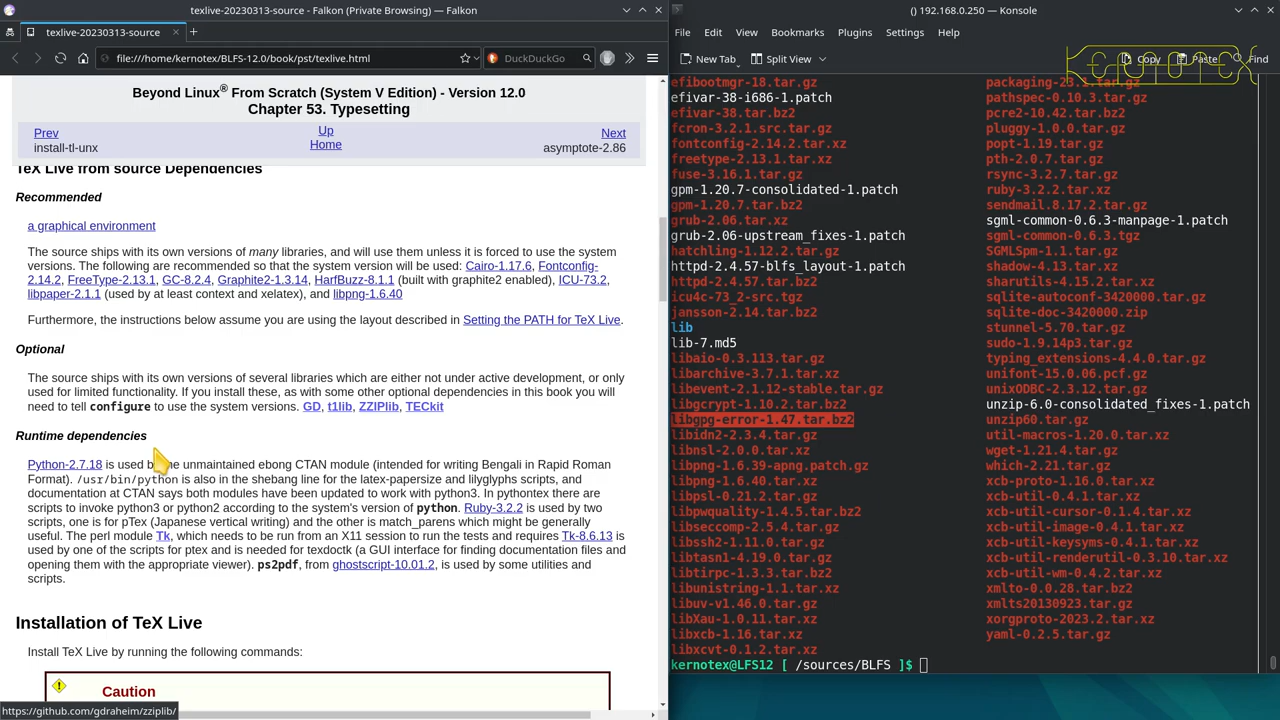 texlive-20230313-source - Falkon (Private Browsing) — Falkon
texlive-20230313-source
file:///home/kernotex/BLFS-12.0/book/pst/texlive.html
DuckDuckGo
Beyond Linux® From Scratch (System V Edition) - Version 12.0
Chapter 53. Typesetting
Prev
Up
Next
install-tl-unx
Home
asymptote-2.86
TeX Live from source Dependencies
Recommended
a graphical environment
The source ships with its own versions of many libraries, and will use them unless it is forced to use the system
versions. The following are recommended so that the system version will be used: Cairo-1.17.6, Fontconfig-
2.14.2, FreeType-2.13.1, GC-8.2.4, Graphite2-1.3.14, HarfBuzz-8.1.1 (built with graphite2 enabled), ICU-73.2,
libpaper-2.1.1 (used by at least context and xelatex), and libpng-1.6.40
Furthermore, the instructions below assume you are using the layout described in Setting the PATH for TeX Live.
Optional
The source ships with its own versions of several libraries which are either not under active development, or only
used for limited functionality. If you install these, as with some other optional dependencies in this book you will
need to tell configure to use the system versions. GD, t1lib, ZZIPlib, TECkit
Runtime dependencies
Python-2.7.18 is used by the unmaintained ebong CTAN module (intended for writing Bengali in Rapid Roman
Format). /usr/bin/python is also in the shebang line for the latex-papersize and lilyglyphs scripts, and
documentation at CTAN says both modules have been updated to work with python3. In pythontex there are
scripts to invoke python3 or python2 according to the system's version of python. Ruby-3.2.2 is used by two
scripts, one is for pTex (Japanese vertical writing) and the other is match_parens which might be generally
useful. The perl module Tk, which needs to be run from an X11 session to run the tests and requires Tk-8.6.13 is
used by one of the scripts for ptex and is needed for texdoctk (a GUI interface for finding documentation files and
opening them with the appropriate viewer). ps2pdf, from ghostscript-10.01.2, is used by some utilities and
scripts.
Installation of TeX Live
Install TeX Live by running the following commands:
Caution
https://github.com/gdraheim/zziplib/
() 192.168.0.250 — Konsole
File Edit View Bookmarks Plugins Settings Help
New Tab Split View Copy Paste Find
Kernotex
efibootmgr-18.tar.gz
efivar-38-i686-1.patch
efivar-38.tar.bz2
fcron-3.2.1.src.tar.gz
fontconfig-2.14.2.tar.xz
freetype-2.13.1.tar.xz
fuse-3.16.1.tar.gz
gpm-1.20.7-consolidated-1.patch
gpm-1.20.7.tar.bz2
grub-2.06.tar.xz
grub-2.06-upstream_fixes-1.patch
hatchling-1.12.2.tar.gz
httpd-2.4.57-blfs_layout-1.patch
httpd-2.4.57.tar.bz2
icu4c-73_2-src.tgz
jansson-2.14.tar.bz2
lib
lib-7.md5
libaio-0.3.113.tar.gz
libarchive-3.7.1.tar.xz
libevent-2.1.12-stable.tar.gz
libgcrypt-1.10.2.tar.bz2
libgpg-error-1.47.tar.bz2
libidn2-2.3.4.tar.gz
libnsl-2.0.0.tar.xz
libpng-1.6.39-apng.patch.gz
libpng-1.6.40.tar.xz
libpsl-0.21.2.tar.gz
libpwquality-1.4.5.tar.bz2
libseccomp-2.5.4.tar.gz
libssh2-1.11.0.tar.gz
libtasn1-4.19.0.tar.gz
libtirpc-1.3.3.tar.bz2
libunistring-1.1.tar.xz
libuv-v1.46.0.tar.gz
libXau-1.0.11.tar.xz
libxcb-1.16.tar.xz
libxcvt-0.1.2.tar.xz
packaging-23.1.tar.gz
pathspec-0.10.3.tar.gz
pcre2-10.42.tar.bz2
pluggy-1.0.0.tar.gz
popt-1.19.tar.gz
pth-2.0.7.tar.gz
rsync-3.2.7.tar.gz
ruby-3.2.2.tar.xz
sendmail.8.17.2.tar.gz
sgml-common-0.6.3-manpage-1.patch
sgml-common-0.6.3.tgz
SGMLSpm-1.1.tar.gz
shadow-4.13.tar.xz
sharutils-4.15.2.tar.xz
sqlite-autoconf-3420000.tar.gz
sqlite-doc-3420000.zip
stunnel-5.70.tar.gz
sudo-1.9.14p3.tar.gz
typing_extensions-4.4.0.tar.gz
unifont-15.0.06.pcf.gz
unixODBC-2.3.12.tar.gz
unzip-6.0-consolidated_fixes-1.patch
unzip60.tar.gz
util-macros-1.20.0.tar.xz
wget-1.21.4.tar.gz
which-2.21.tar.gz
xcb-proto-1.16.0.tar.xz
xcb-util-0.4.1.tar.xz
xcb-util-cursor-0.1.4.tar.xz
xcb-util-image-0.4.1.tar.xz
xcb-util-keysyms-0.4.1.tar.xz
xcb-util-renderutil-0.3.10.tar.xz
xcb-util-wm-0.4.2.tar.xz
xmlto-0.0.28.tar.bz2
xmlts20130923.tar.gz
xorgproto-2023.2.tar.xz
yaml-0.2.5.tar.gz
kernotex@LFS12 [ /sources/BLFS ]$